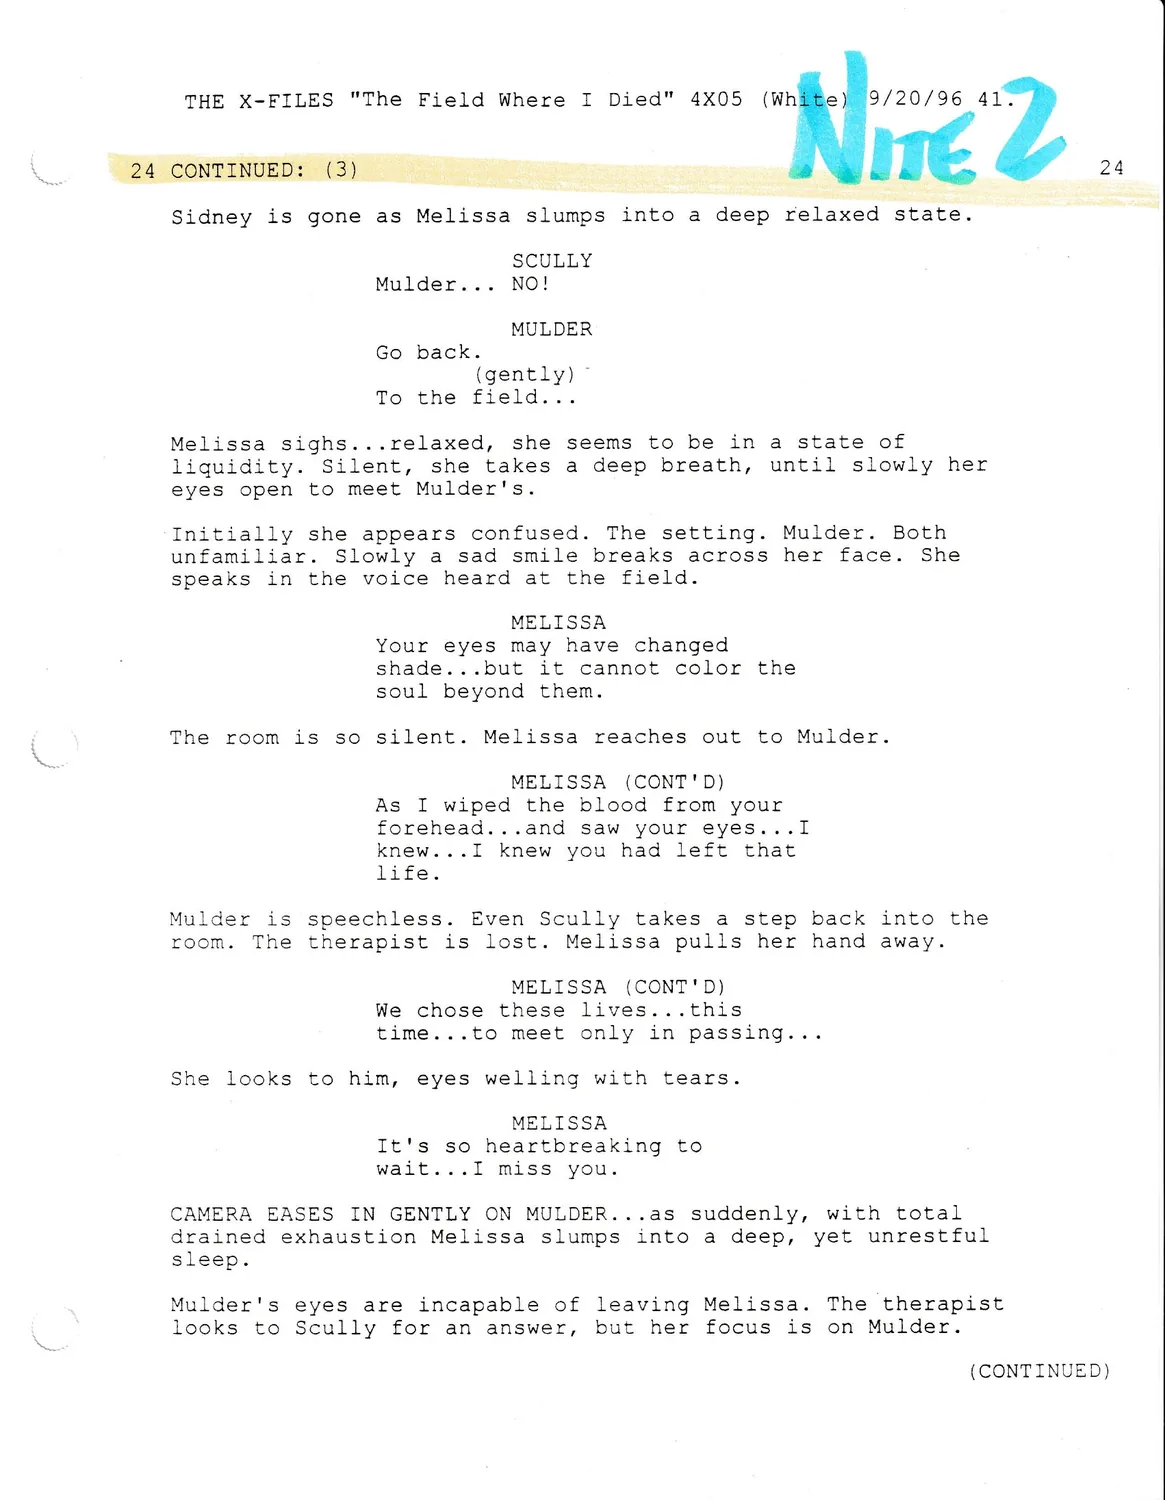 THE X-FILES "The Field Where I Died" 4X05 (White) 9/20/96 41.
NITE 2
24 CONTINUED: (3) 24
Sidney is gone as Melissa slumps into a deep relaxed state.
SCULLY
Mulder... NO!
MULDER
Go back.
(gently)
To the field...
Melissa sighs...relaxed, she seems to be in a state of
liquidity. Silent, she takes a deep breath, until slowly her
eyes open to meet Mulder's.
Initially she appears confused. The setting. Mulder. Both
unfamiliar. Slowly a sad smile breaks across her face. She
speaks in the voice heard at the field.
MELISSA
Your eyes may have changed
shade...but it cannot color the
soul beyond them.
The room is so silent. Melissa reaches out to Mulder.
MELISSA (CONT'D)
As I wiped the blood from your
forehead...and saw your eyes...I
knew...I knew you had left that
life.
Mulder is speechless. Even Scully takes a step back into the
room. The therapist is lost. Melissa pulls her hand away.
MELISSA (CONT'D)
We chose these lives...this
time...to meet only in passing...
She looks to him, eyes welling with tears.
MELISSA
It's so heartbreaking to
wait...I miss you.
CAMERA EASES IN GENTLY ON MULDER...as suddenly, with total
drained exhaustion Melissa slumps into a deep, yet unrestful
sleep.
Mulder's eyes are incapable of leaving Melissa. The therapist
looks to Scully for an answer, but her focus is on Mulder.
(CONTINUED)